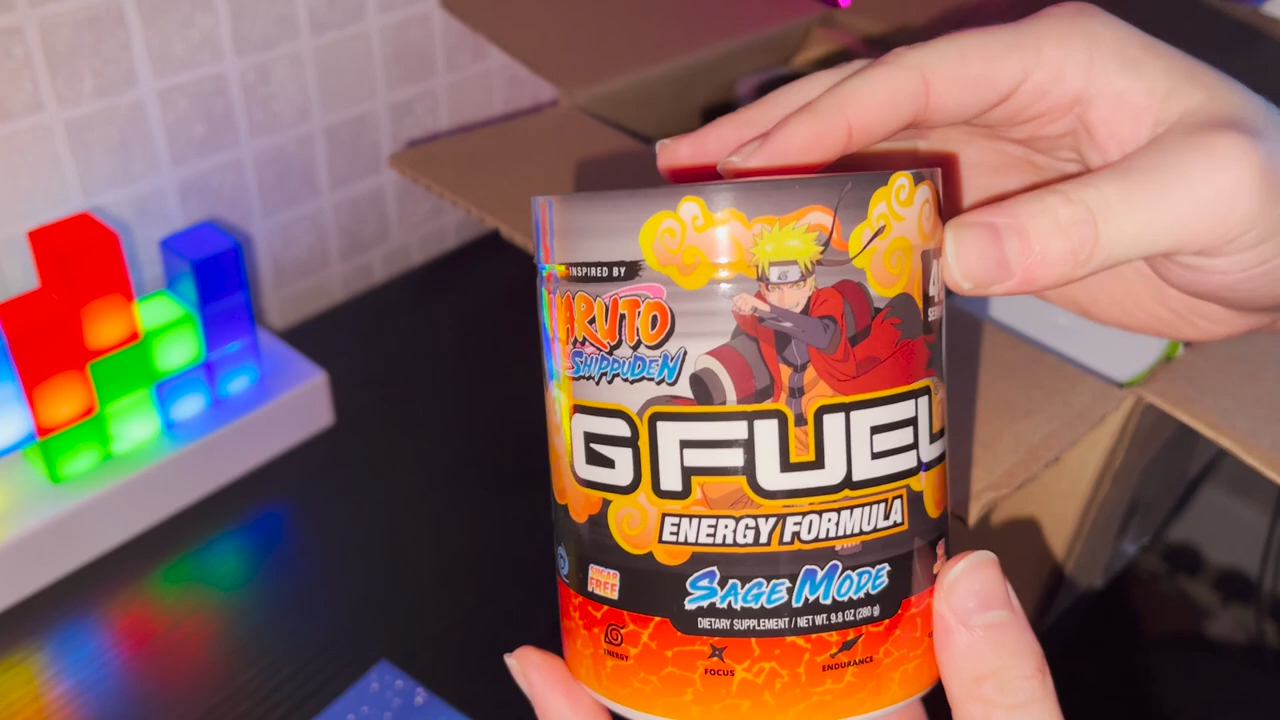 INSPIRED BY
NARUTO
SHIPPUDEN
G FUEL
ENERGY FORMULA
SUGAR
FREE
SAGE MODE
DIETARY SUPPLEMENT / NET WT. 9.8 OZ (280 g)
ENERGY
FOCUS
ENDURANCE